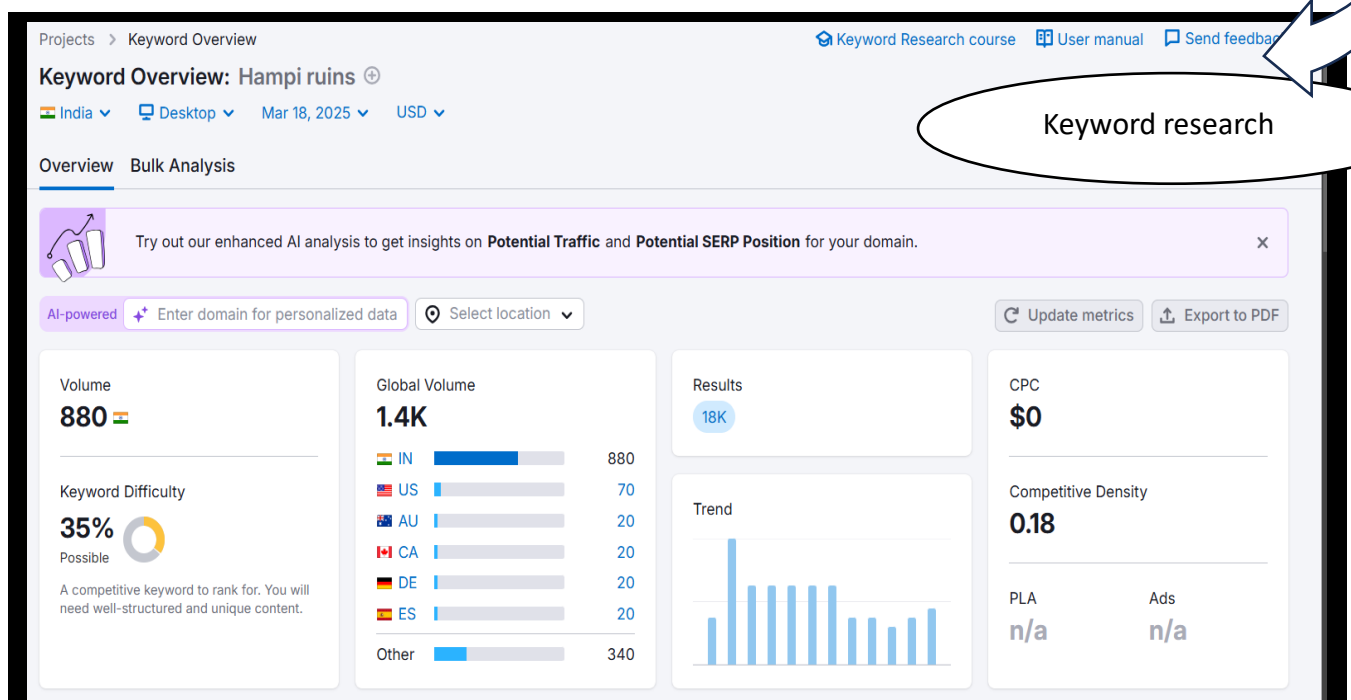 Projects > Keyword Overview
Keyword Research course
User manual
Send feedbac
Keyword Overview: Hampi ruins
India
Desktop
Mar 18, 2025
USD
Keyword research
Overview
Bulk Analysis
Try out our enhanced AI analysis to get insights on Potential Traffic and Potential SERP Position for your domain.
AI-powered
Enter domain for personalized data
Select location
Update metrics
Export to PDF
Volume
880
Keyword Difficulty
35%
Possible
A competitive keyword to rank for. You will
need well-structured and unique content.
Global Volume
1.4K
IN 880
US 70
AU 20
CA 20
DE 20
ES 20
Other 340
Results
18K
Trend
CPC
$0
Competitive Density
0.18
PLA
n/a
Ads
n/a